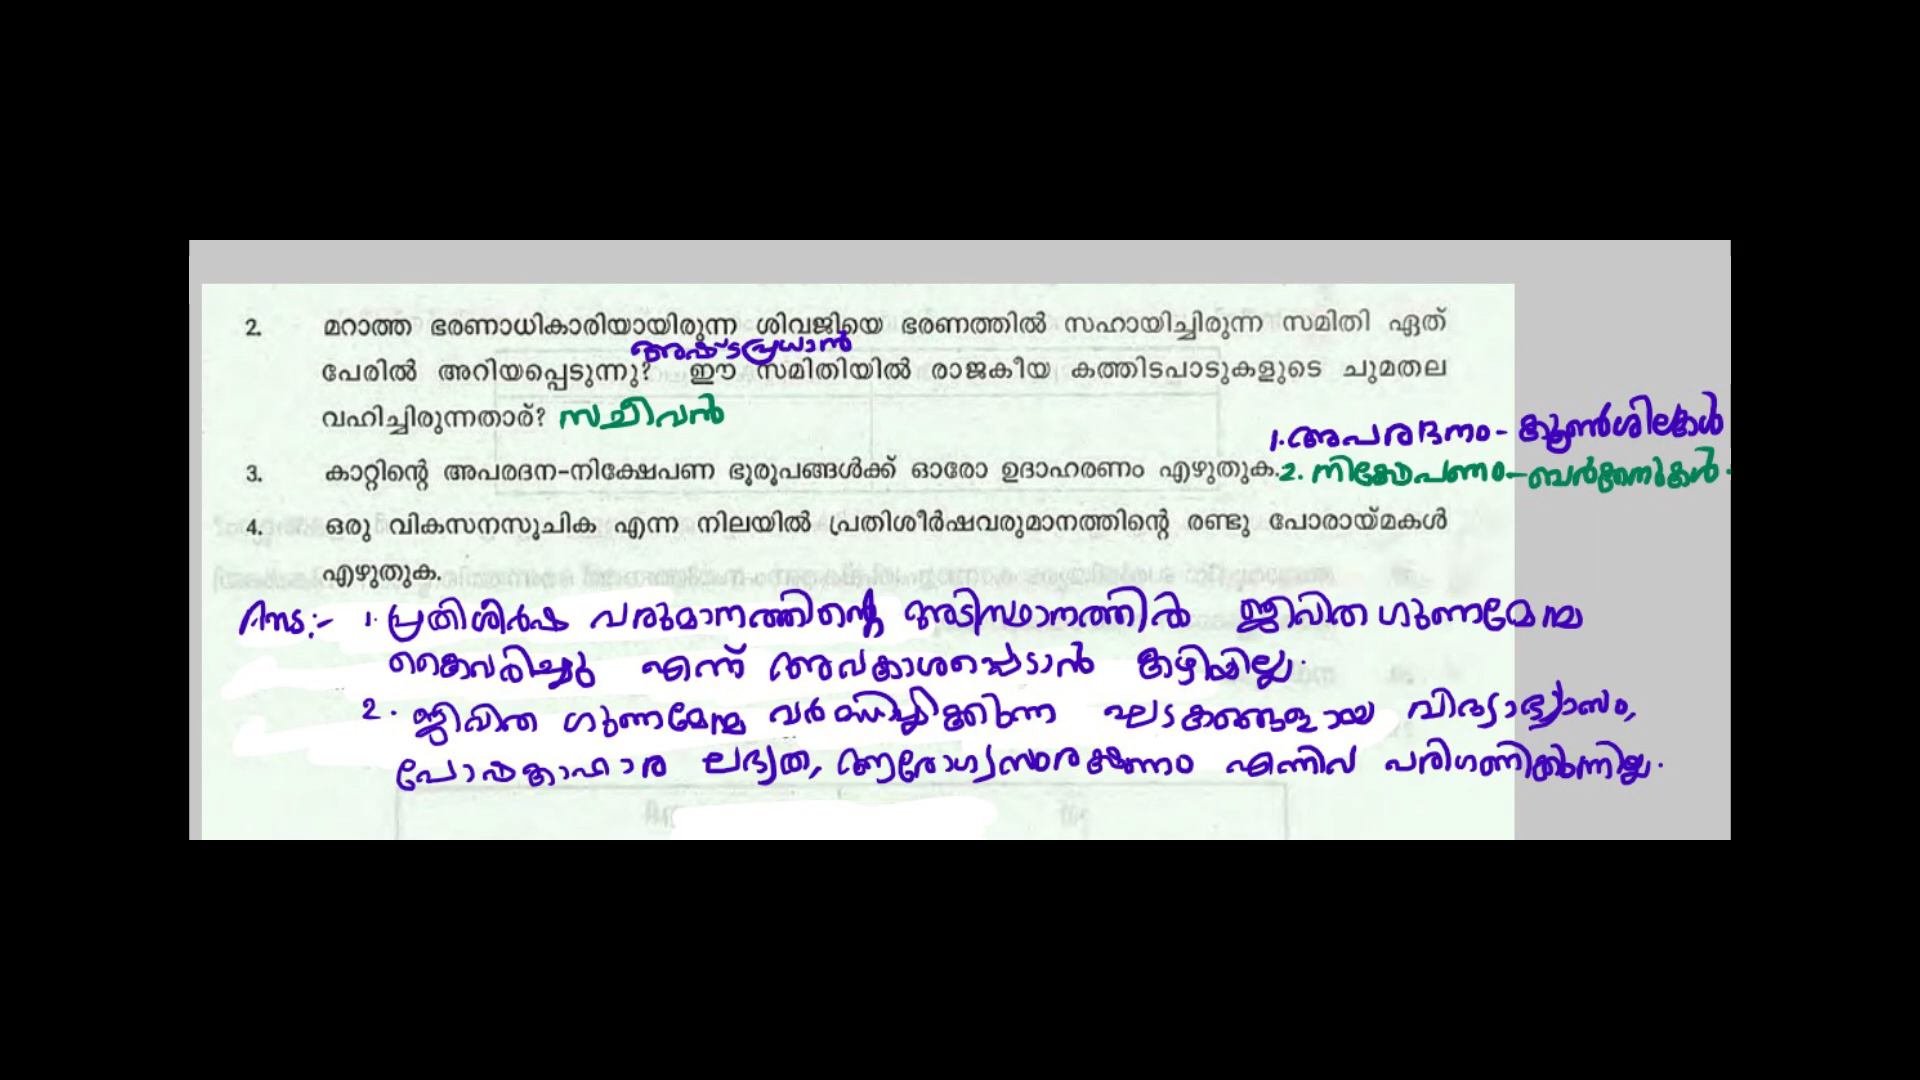 2. മറാത്ത ഭരണാധികാരിയായിരുന്ന ശിവജിയെ ഭരണത്തിൽ സഹായിച്ചിരുന്ന സമിതി ഏത്
അഷ്ടപ്രധാൻ
പേരിൽ അറിയപ്പെടുന്നു? ഈ സമിതിയിൽ രാജകീയ കത്തിടപാടുകളുടെ ചുമതല
വഹിച്ചിരുന്നതാര്? സചീവൻ
1. അപരദനം - കൂൺശിലകൾ
3. കാറ്റിന്റെ അപരദന-നിക്ഷേപണ ഭൂരൂപങ്ങൾക്ക് ഓരോ ഉദാഹരണം എഴുതുക. 2. നിക്ഷേപണം - ബർക്കനുകൾ.
4. ഒരു വികസനസൂചിക എന്ന നിലയിൽ പ്രതിശീർഷവരുമാനത്തിന്റെ രണ്ടു പോരായ്മകൾ
എഴുതുക.
Ans:- 1. പ്രതിശീർഷ വരുമാനത്തിന്റെ അടിസ്ഥാനത്തിൽ ജീവിത ഗുണമേന്മ
കൈവരിച്ചു എന്ന് അവകാശപ്പെടാൻ കഴിയില്ല.
2. ജീവിത ഗുണമേന്മ വർദ്ധിപ്പിക്കുന്ന ഘടകങ്ങളായ വിദ്യാഭ്യാസം,
പോഷകാഹാര ലഭ്യത, ആരോഗ്യസംരക്ഷണം എന്നിവ പരിഗണിക്കുന്നില്ല.